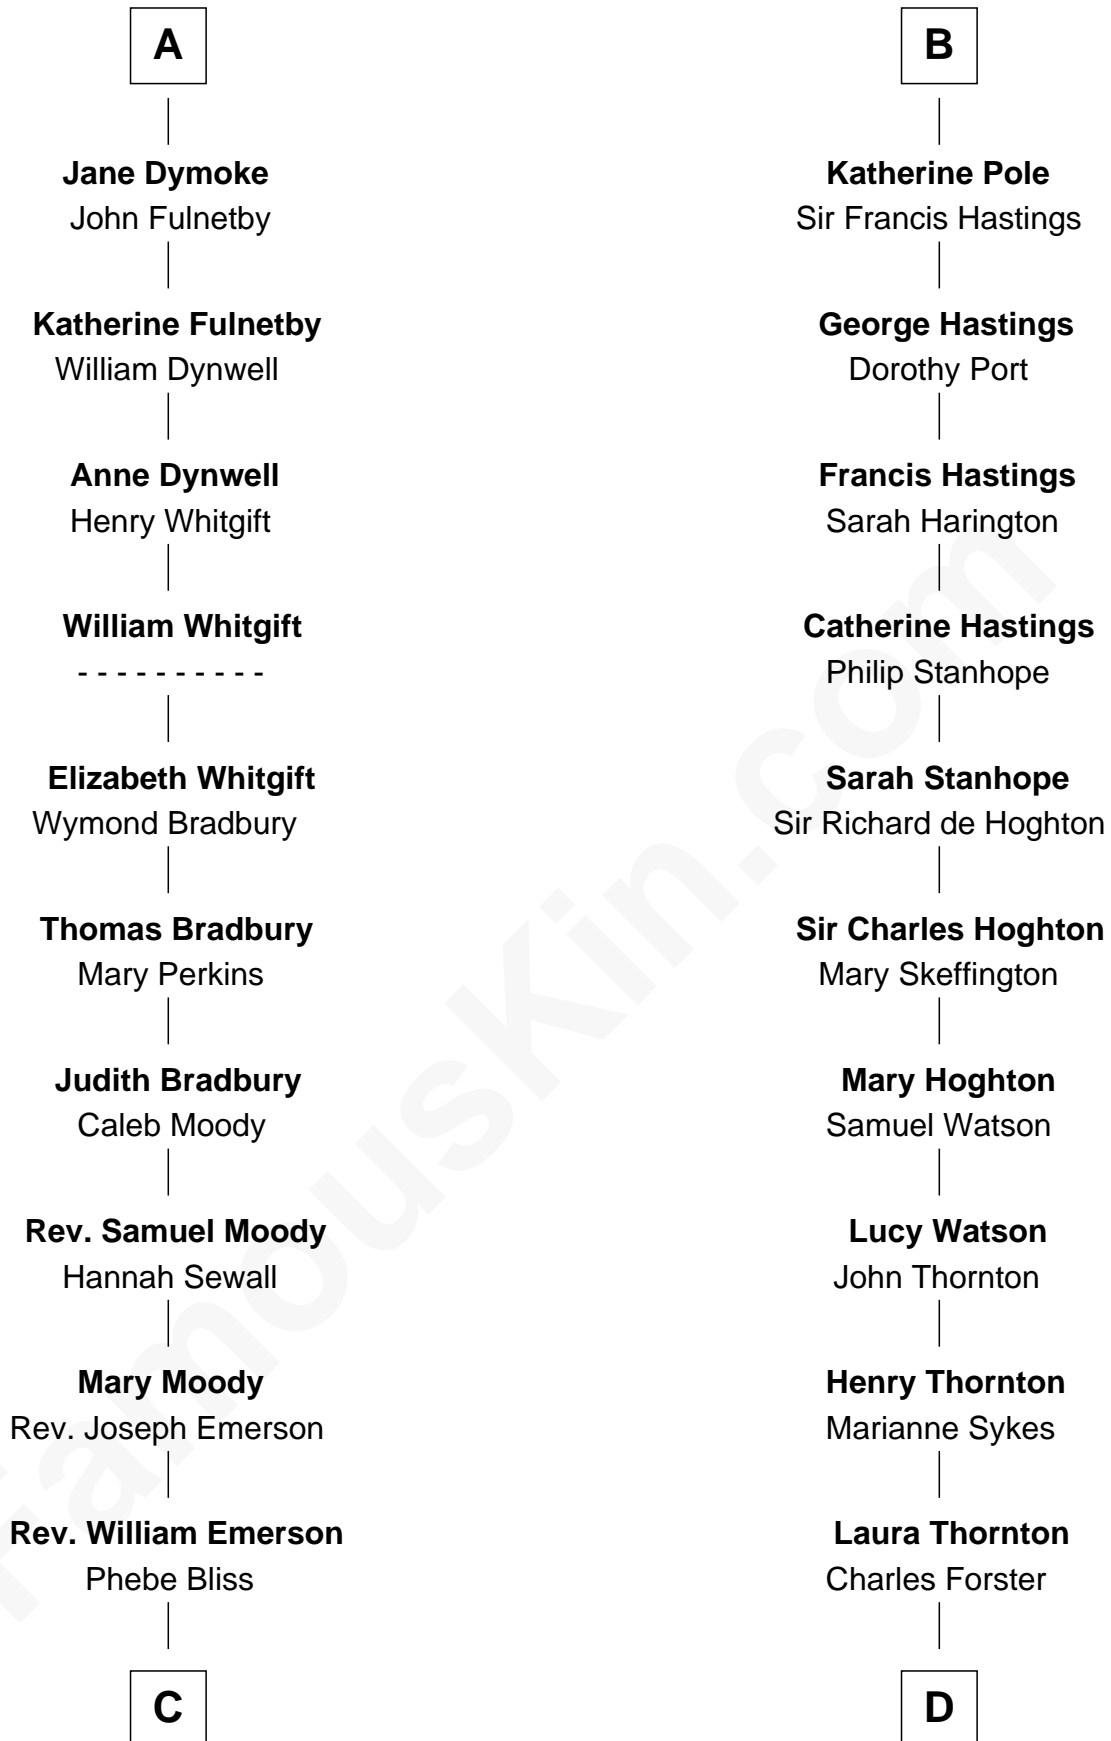 A
Jane Dymoke
John Fulnetby
Katherine Fulnetby
William Dynwell
Anne Dynwell
Henry Whitgift
William Whitgift
- - - - - - - - - -
Elizabeth Whitgift
Wymond Bradbury
Thomas Bradbury
Mary Perkins
Judith Bradbury
Caleb Moody
Rev. Samuel Moody
Hannah Sewall
Mary Moody
Rev. Joseph Emerson
Rev. William Emerson
Phebe Bliss
C
B
Katherine Pole
Sir Francis Hastings
George Hastings
Dorothy Port
Francis Hastings
Sarah Harington
Catherine Hastings
Philip Stanhope
Sarah Stanhope
Sir Richard de Hoghton
Sir Charles Hoghton
Mary Skeffington
Mary Hoghton
Samuel Watson
Lucy Watson
John Thornton
Henry Thornton
Marianne Sykes
Laura Thornton
Charles Forster
D
FamousKin.com